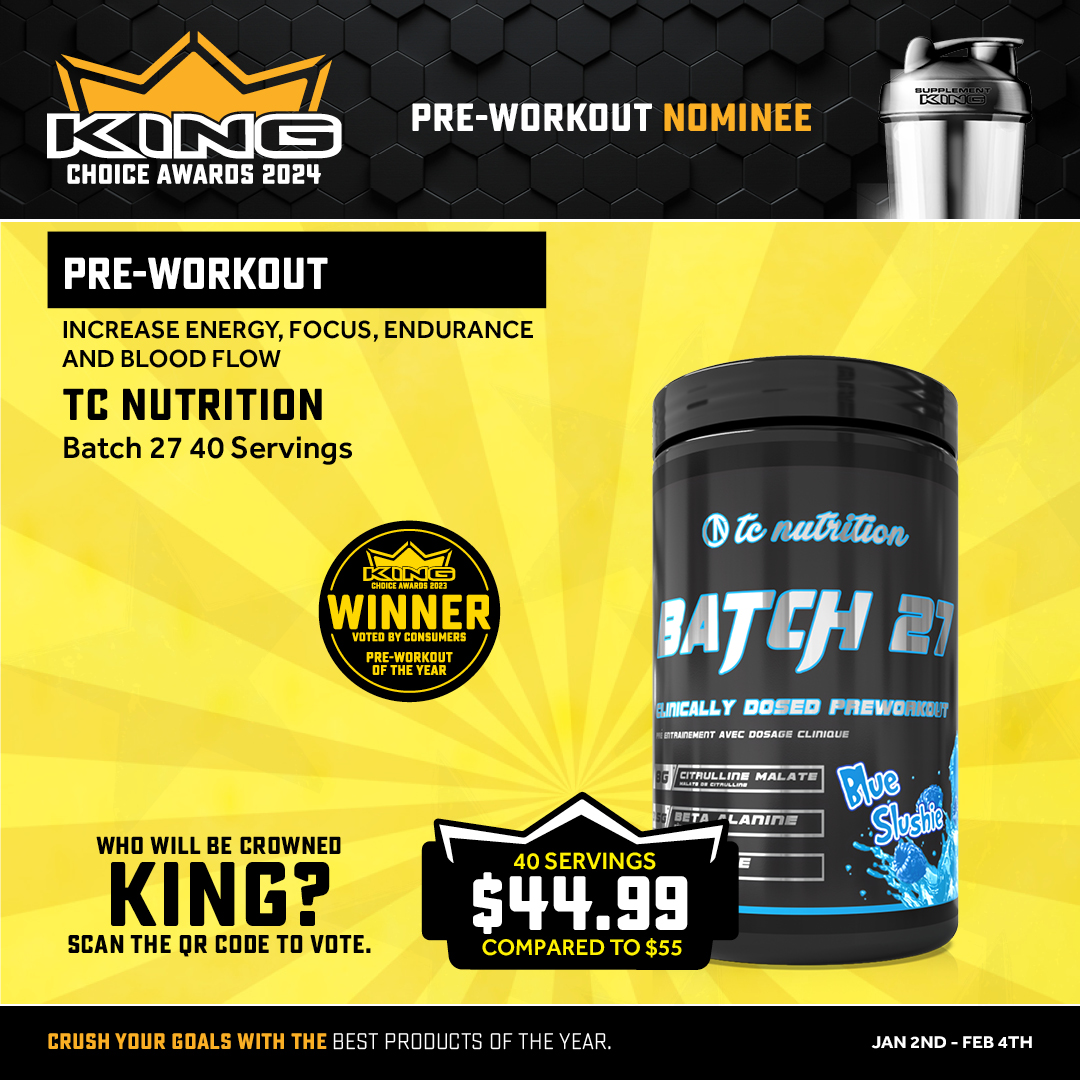 KING
CHOICE AWARDS 2024
PRE-WORKOUT NOMINEE
SUPPLEMENT
KING
PRE-WORKOUT
INCREASE ENERGY, FOCUS, ENDURANCE
AND BLOOD FLOW
TC NUTRITION
Batch 27 40 Servings
KING
CHOICE AWARDS 2023
WINNER
VOTED BY CONSUMERS
PRE-WORKOUT
OF THE YEAR
tc nutrition
BATCH 27
CLINICALLY DOSED PREWORKOUT
ENTRAINEMENT AVEC DOSAGE CLINIQUE
CITRULLINE MALATE
MALATE DE CITRULLINE
BETA ALANINE
Blue
Slushie
WHO WILL BE CROWNED
KING?
SCAN THE QR CODE TO VOTE.
40 SERVINGS
$44.99
COMPARED TO $55
CRUSH YOUR GOALS WITH THE BEST PRODUCTS OF THE YEAR.
JAN 2ND - FEB 4TH